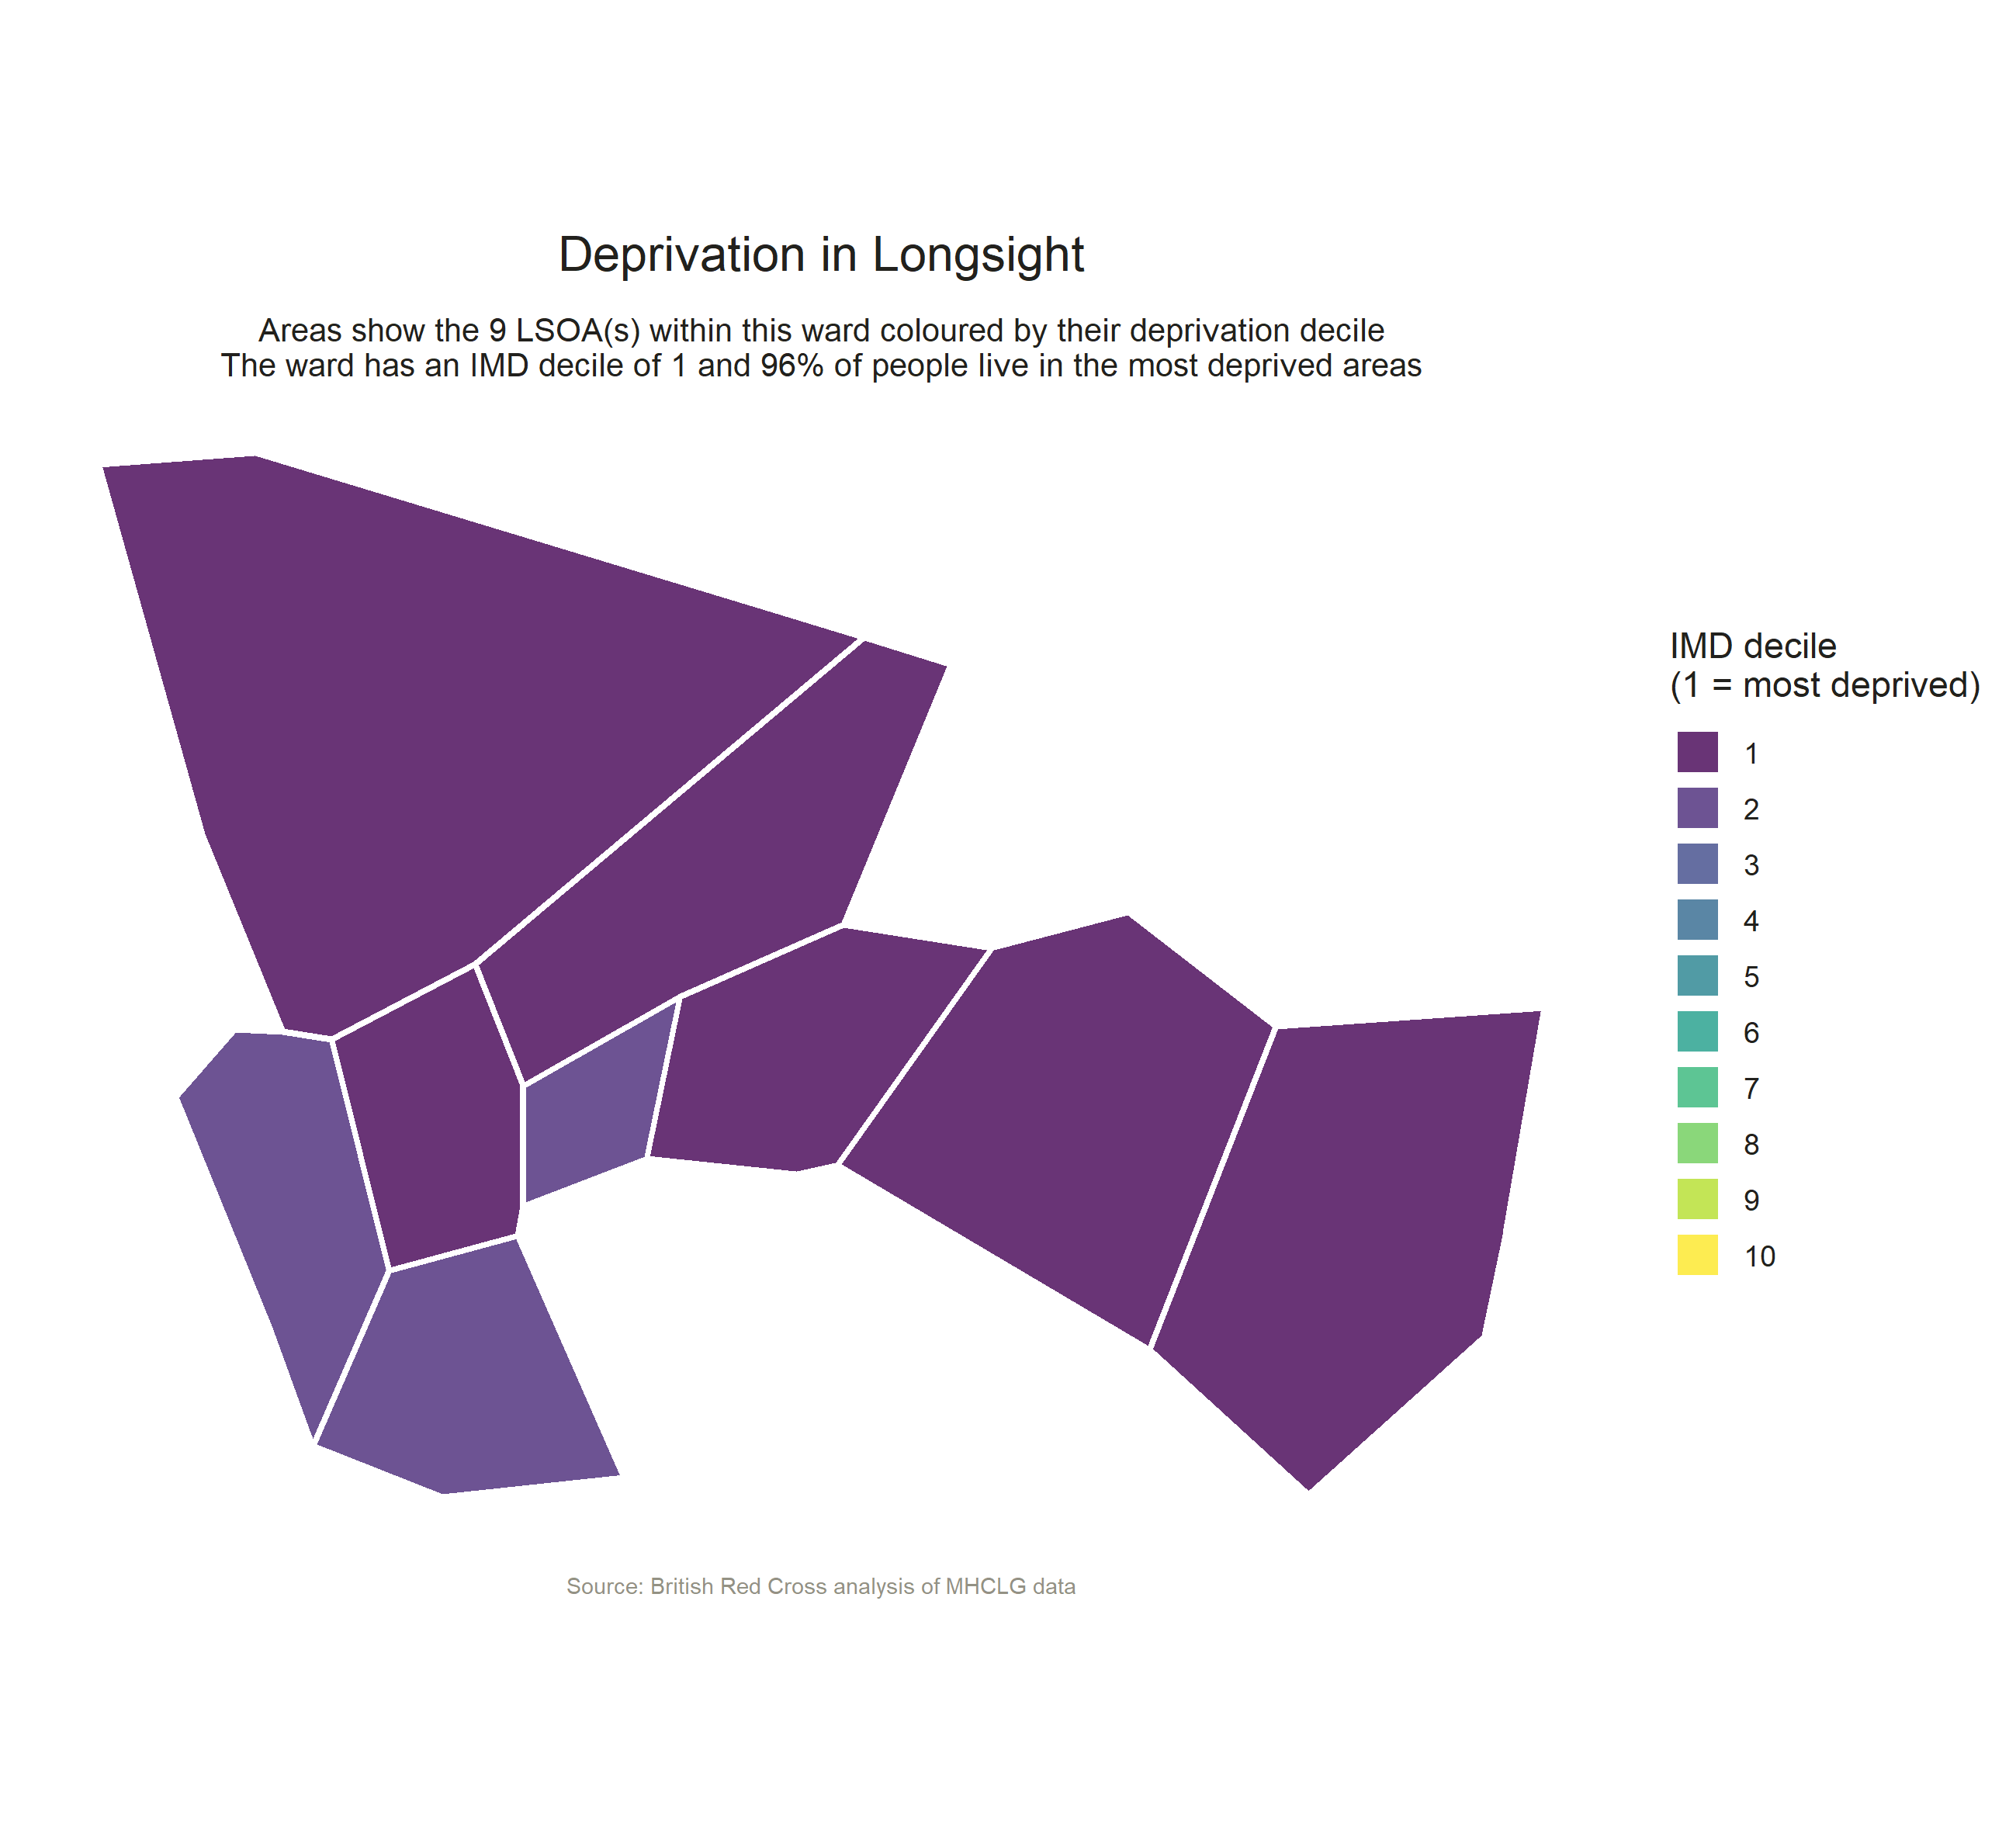 Deprivation in Longsight
Areas show the 9 LSOA(s) within this ward coloured by their deprivation decile
The ward has an IMD decile of 1 and 96% of people live in the most deprived areas
IMD decile
(1 = most deprived)
1
2
3
4
5
6
7
8
9
10
Source: British Red Cross analysis of MHCLG data